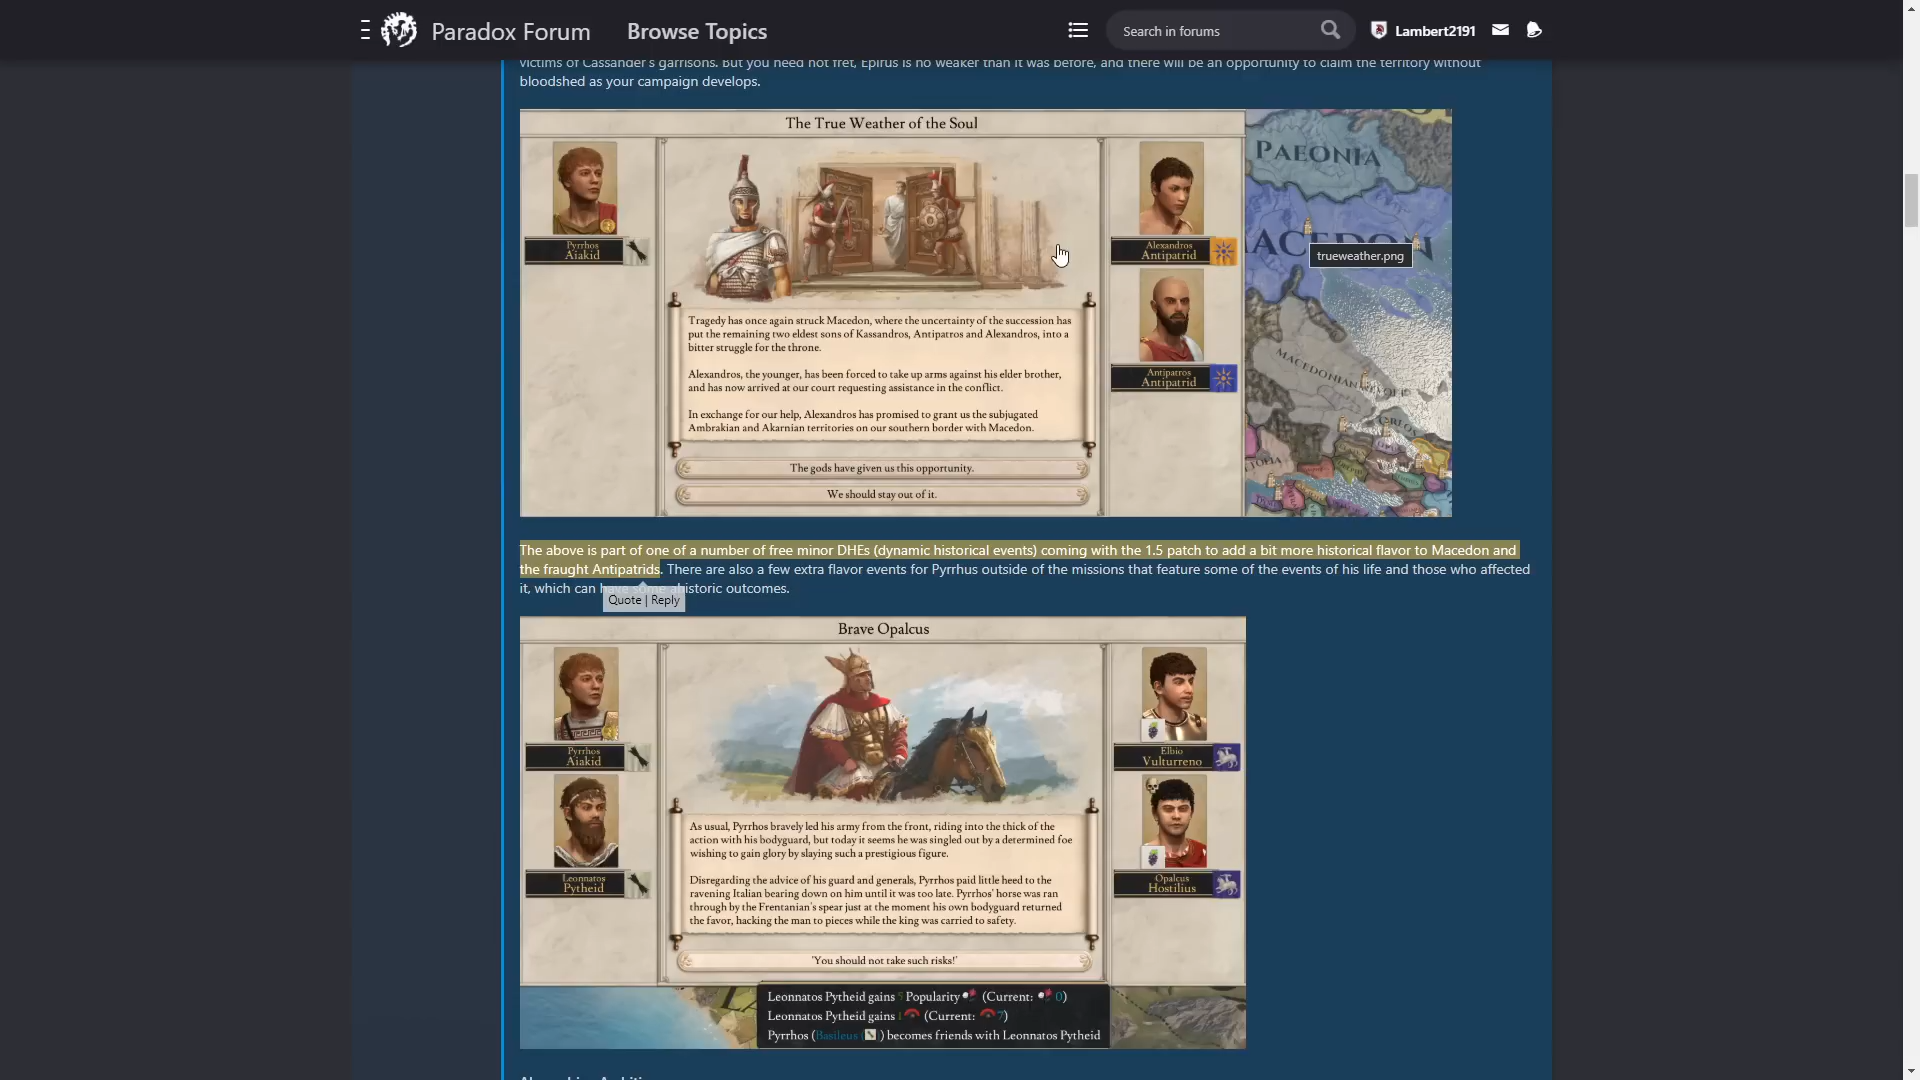 Paradox Forum
Browse Topics
Search in forums
Lambert2191
victims of Cassander's garrisons. But you need not fret, Epirus is no weaker than it was before, and there will be an opportunity to claim the territory without
bloodshed as your campaign develops.
The True Weather of the Soul
Pyrrhos
Aiakid
Alexandros
Antipatrid
Antipatros
Antipatrid
PAEONIA
MACEDON
trueweather.png
Tragedy has once again struck Macedon, where the uncertainty of the succession has
put the remaining two eldest sons of Kassandros, Antipatros and Alexandros, into a
bitter struggle for the throne.
Alexandros, the younger, has been forced to take up arms against his elder brother,
and has now arrived at our court requesting assistance in the conflict.
In exchange for our help, Alexandros has promised to grant us the subjugated
Ambrakian and Akarnian territories on our southern border with Macedon.
The gods have given us this opportunity.
We should stay out of it.
The above is part of one of a number of free minor DHEs (dynamic historical events) coming with the 1.5 patch to add a bit more historical flavor to Macedon and
the fraught Antipatrids. There are also a few extra flavor events for Pyrrhus outside of the missions that feature some of the events of his life and those who affected
it, which can have some ahistoric outcomes.
Quote | Reply
Brave Opalcus
Pyrrhos
Aiakid
Leonnatos
Pytheid
Elbio
Vulturreno
Opalcus
Hostilius
As usual, Pyrrhos bravely led his army from the front, riding into the thick of the
action with his bodyguard, but today it seems he was singled out by a determined foe
wishing to gain glory by slaying such a prestigious figure.
Disregarding the advice of his guard and generals, Pyrrhos paid little heed to the
ravening Italian bearing down on him until it was too late. Pyrrhos' horse was ran
through by the Frentanian's spear just at the moment his own bodyguard returned
the favor, hacking the man to pieces while the king was carried to safety.
'You should not take such risks!'
Leonnatos Pytheid gains 5 Popularity (Current: 0)
Leonnatos Pytheid gains 1 (Current: 7)
Pyrrhos (Basileus) becomes friends with Leonnatos Pytheid